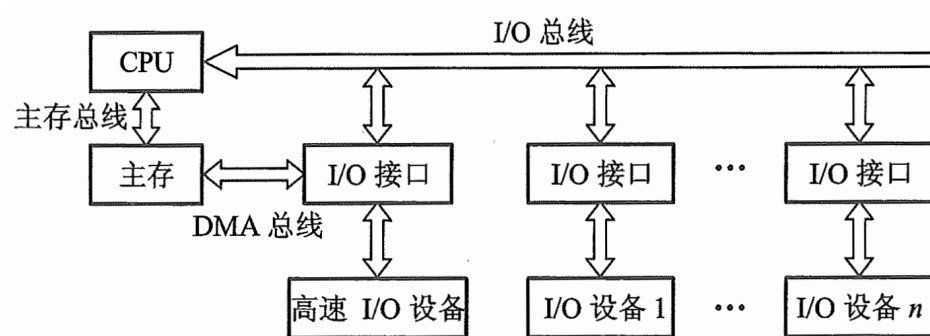 I/O 总线
CPU
主存总线
主存
I/O 接口
I/O 接口
···
I/O 接口
DMA 总线
高速 I/O 设备
I/O 设备 1
···
I/O 设备 n